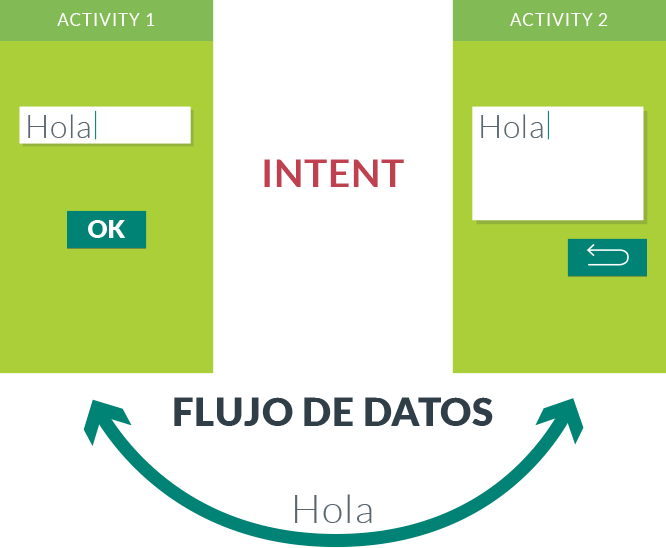 ACTIVITY 1
ACTIVITY 2
Hola
Hola
INTENT
OK
FLUJO DE DATOS
Hola